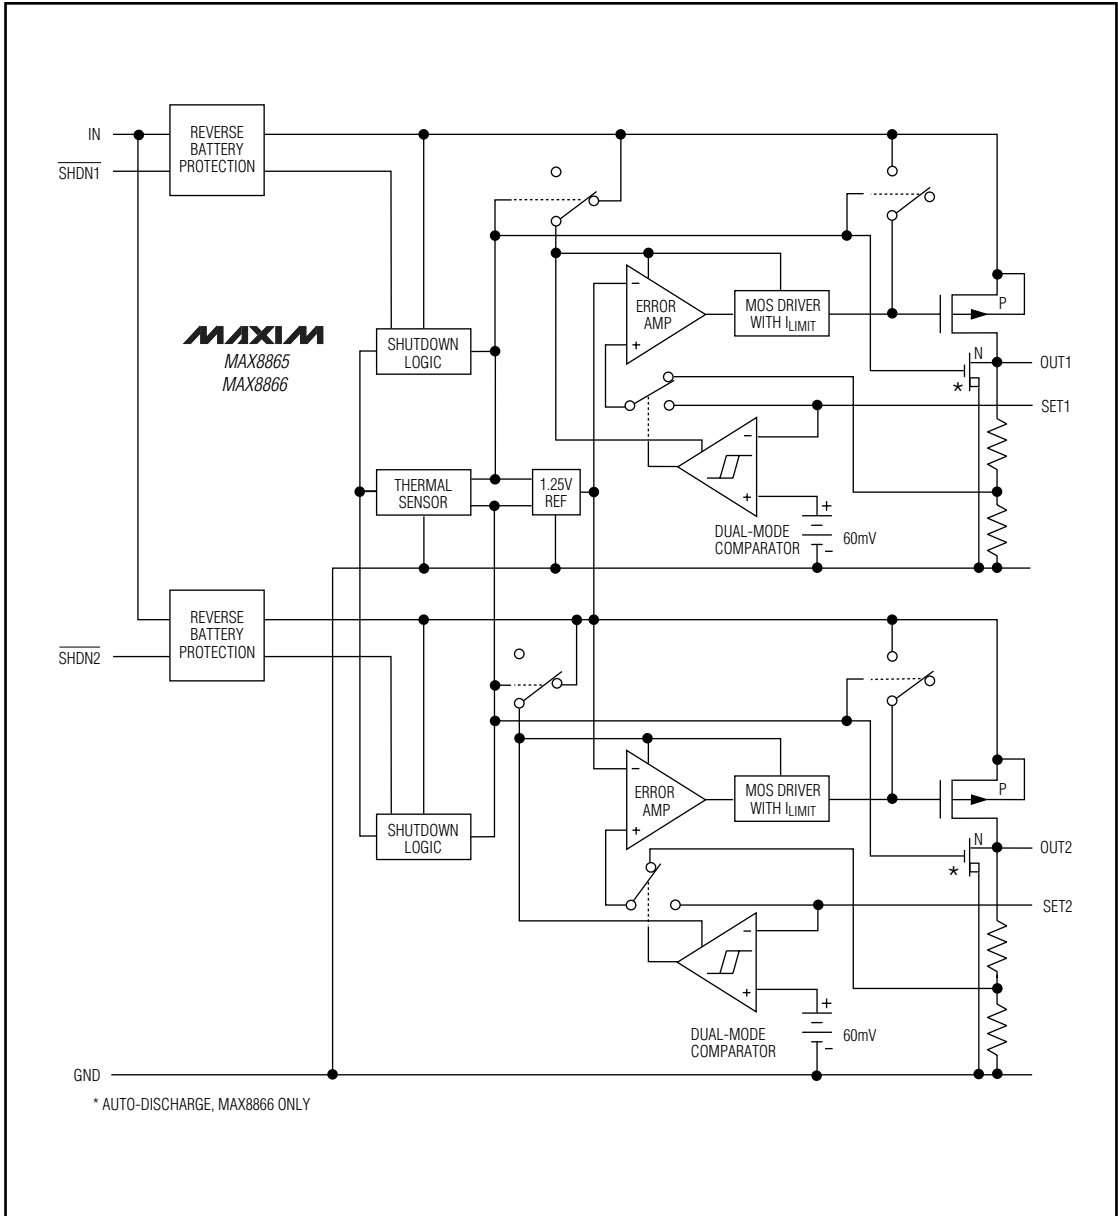 IN
SHDN1
REVERSE
BATTERY
PROTECTION
MAXIM
MAX8865
MAX8866
SHUTDOWN
LOGIC
THERMAL
SENSOR
1.25V
REF
−
ERROR
AMP
+
MOS DRIVER
WITH ILIMIT
P
N
*
OUT1
SET1
−
+
DUAL-MODE
COMPARATOR
+
60mV
−
REVERSE
BATTERY
PROTECTION
SHDN2
SHUTDOWN
LOGIC
−
ERROR
AMP
+
MOS DRIVER
WITH ILIMIT
P
N
*
OUT2
SET2
−
+
DUAL-MODE
COMPARATOR
+
60mV
−
GND
* AUTO-DISCHARGE, MAX8866 ONLY